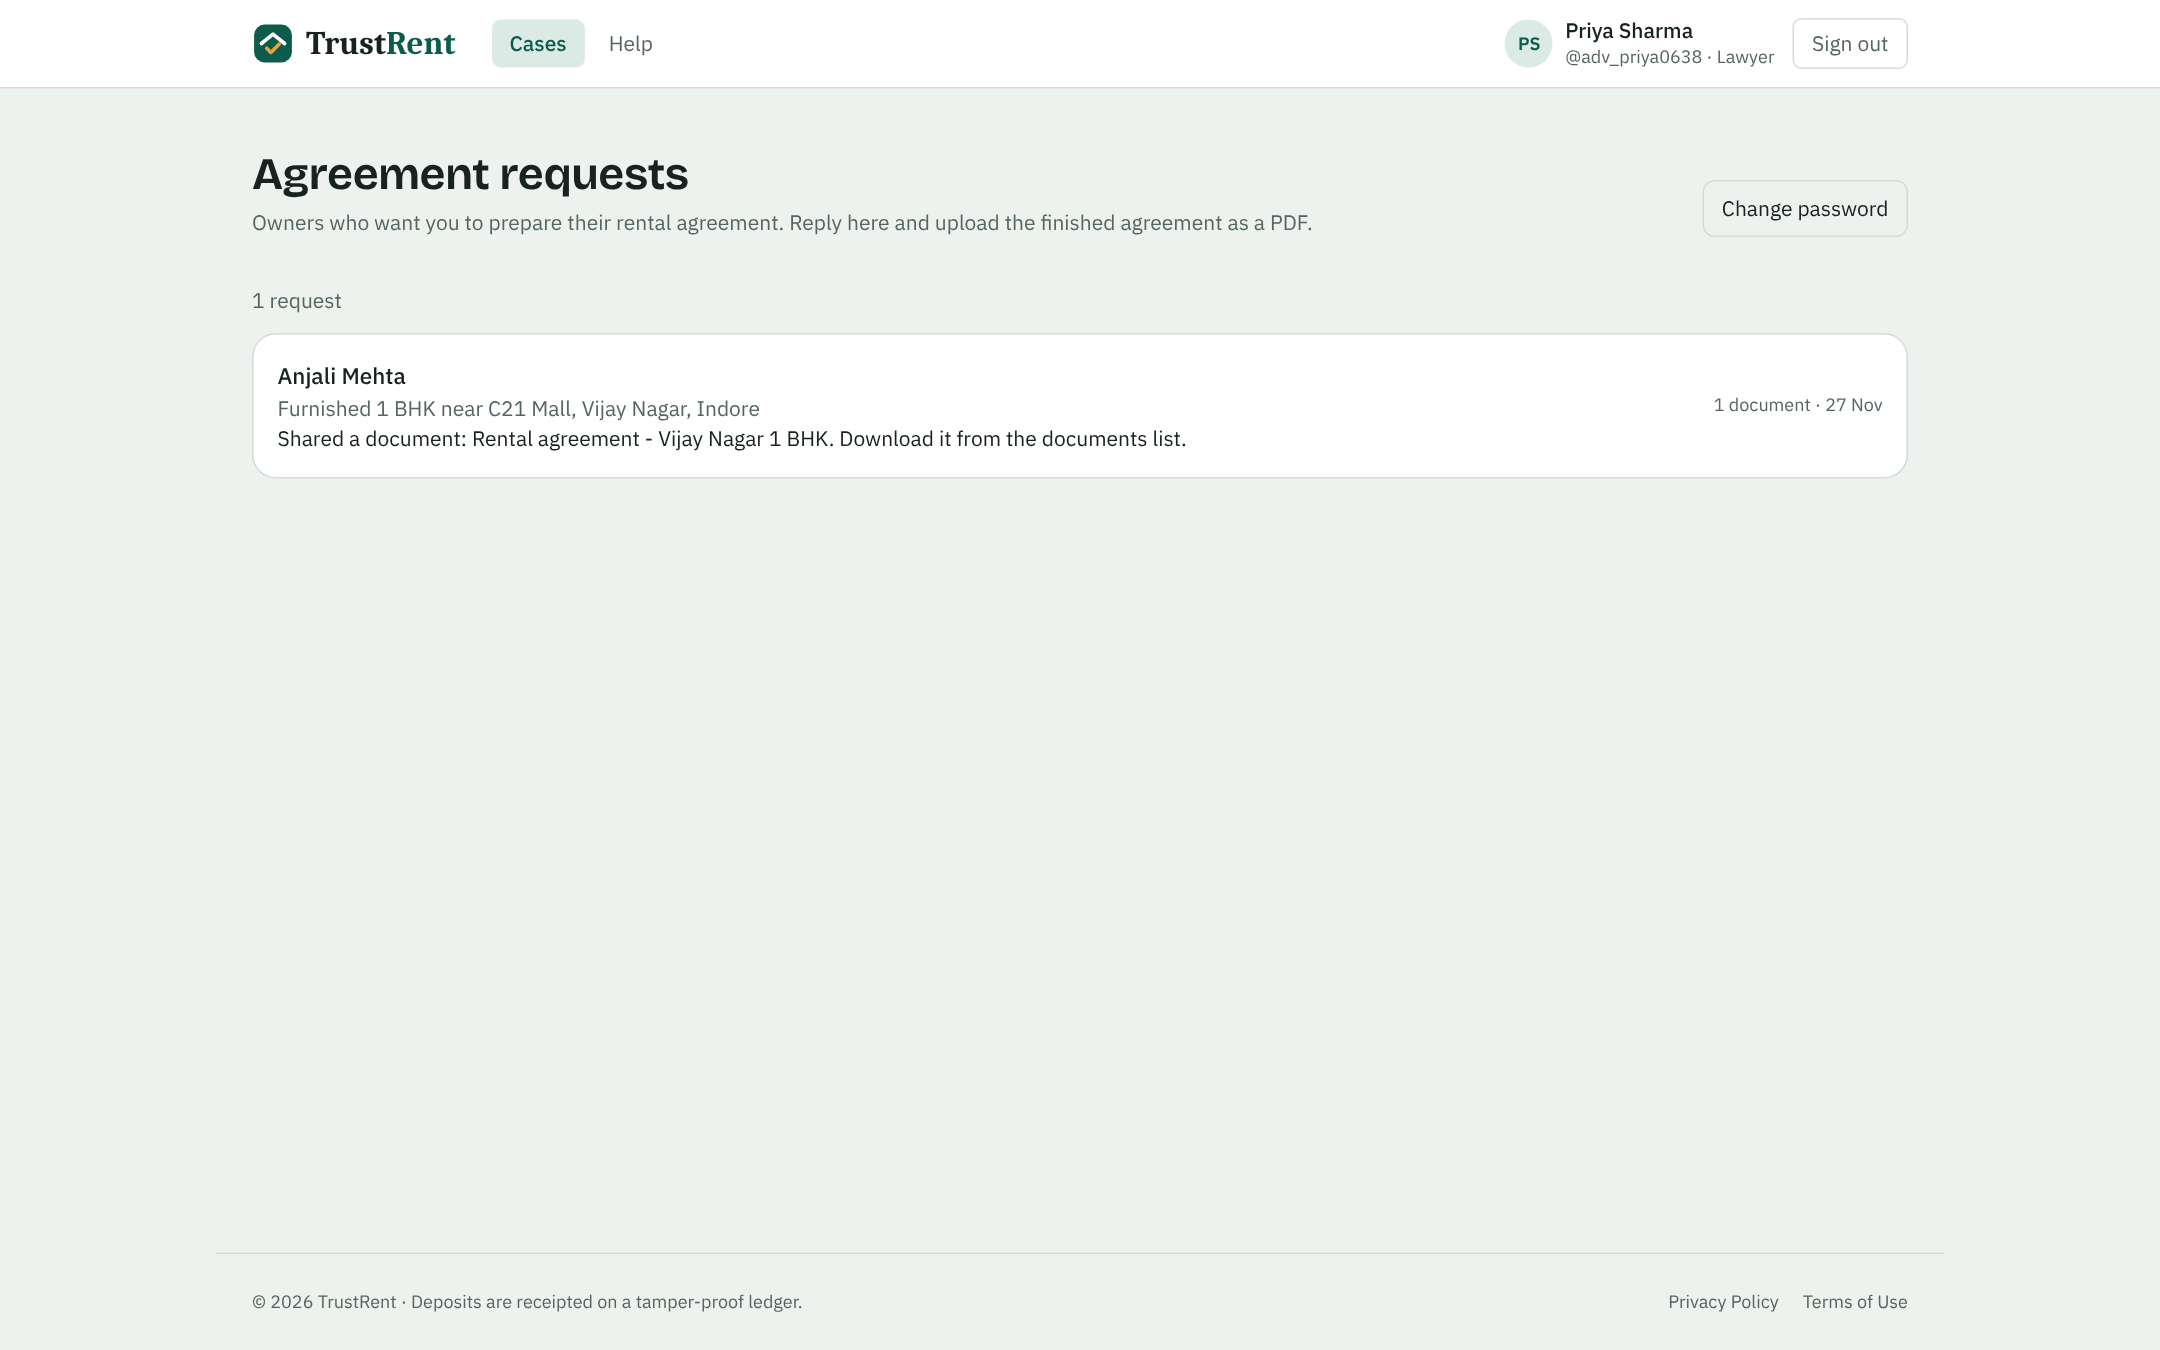 TrustRent
Cases
Help
PS
Priya Sharma
@adv_priya0638 · Lawyer
Sign out
Agreement requests
Owners who want you to prepare their rental agreement. Reply here and upload the finished agreement as a PDF.
Change password
1 request
Anjali Mehta
Furnished 1 BHK near C21 Mall, Vijay Nagar, Indore
Shared a document: Rental agreement - Vijay Nagar 1 BHK. Download it from the documents list.
1 document · 27 Nov
© 2026 TrustRent · Deposits are receipted on a tamper-proof ledger.
Privacy Policy
Terms of Use